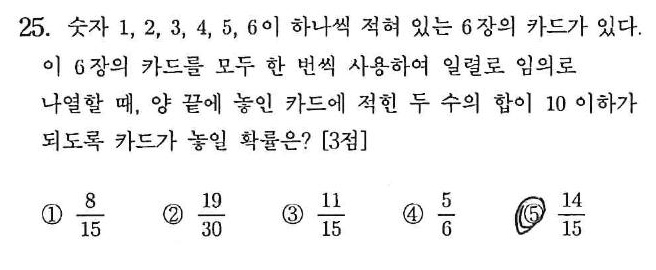 25. 숫자 1, 2, 3, 4, 5, 6이 하나씩 적혀 있는 6장의 카드가 있다.
이 6장의 카드를 모두 한 번씩 사용하여 일렬로 임의로
나열할 때, 양 끝에 놓인 카드에 적힌 두 수의 합이 10 이하가
되도록 카드가 놓일 확률은? [3점]
① 8/15 ② 19/30 ③ 11/15 ④ 5/6 ⑤ 14/15